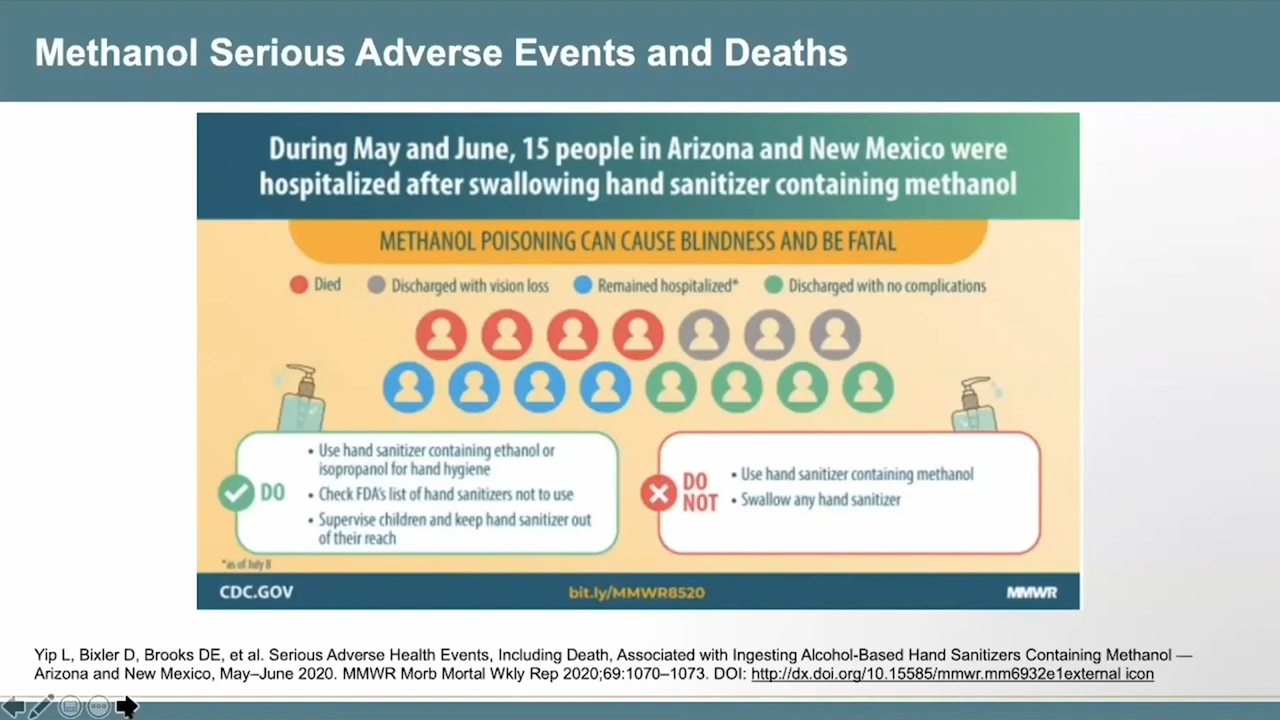 Methanol Serious Adverse Events and Deaths
During May and June, 15 people in Arizona and New Mexico were
hospitalized after swallowing hand sanitizer containing methanol
METHANOL POISONING CAN CAUSE BLINDNESS AND BE FATAL
Died
Discharged with vision loss
Remained hospitalized*
Discharged with no complications
DO
• Use hand sanitizer containing ethanol or
isopropanol for hand hygiene
• Check FDA's list of hand sanitizers not to use
• Supervise children and keep hand sanitizer out
of their reach
DO
NOT
• Use hand sanitizer containing methanol
• Swallow any hand sanitizer
*as of July 8
CDC.GOV
bit.ly/MMWR8520
MMWR
Yip L, Bixler D, Brooks DE, et al. Serious Adverse Health Events, Including Death, Associated with Ingesting Alcohol-Based Hand Sanitizers Containing Methanol —
Arizona and New Mexico, May–June 2020. MMWR Morb Mortal Wkly Rep 2020;69:1070–1073. DOI: http://dx.doi.org/10.15585/mmwr.mm6932e1external icon